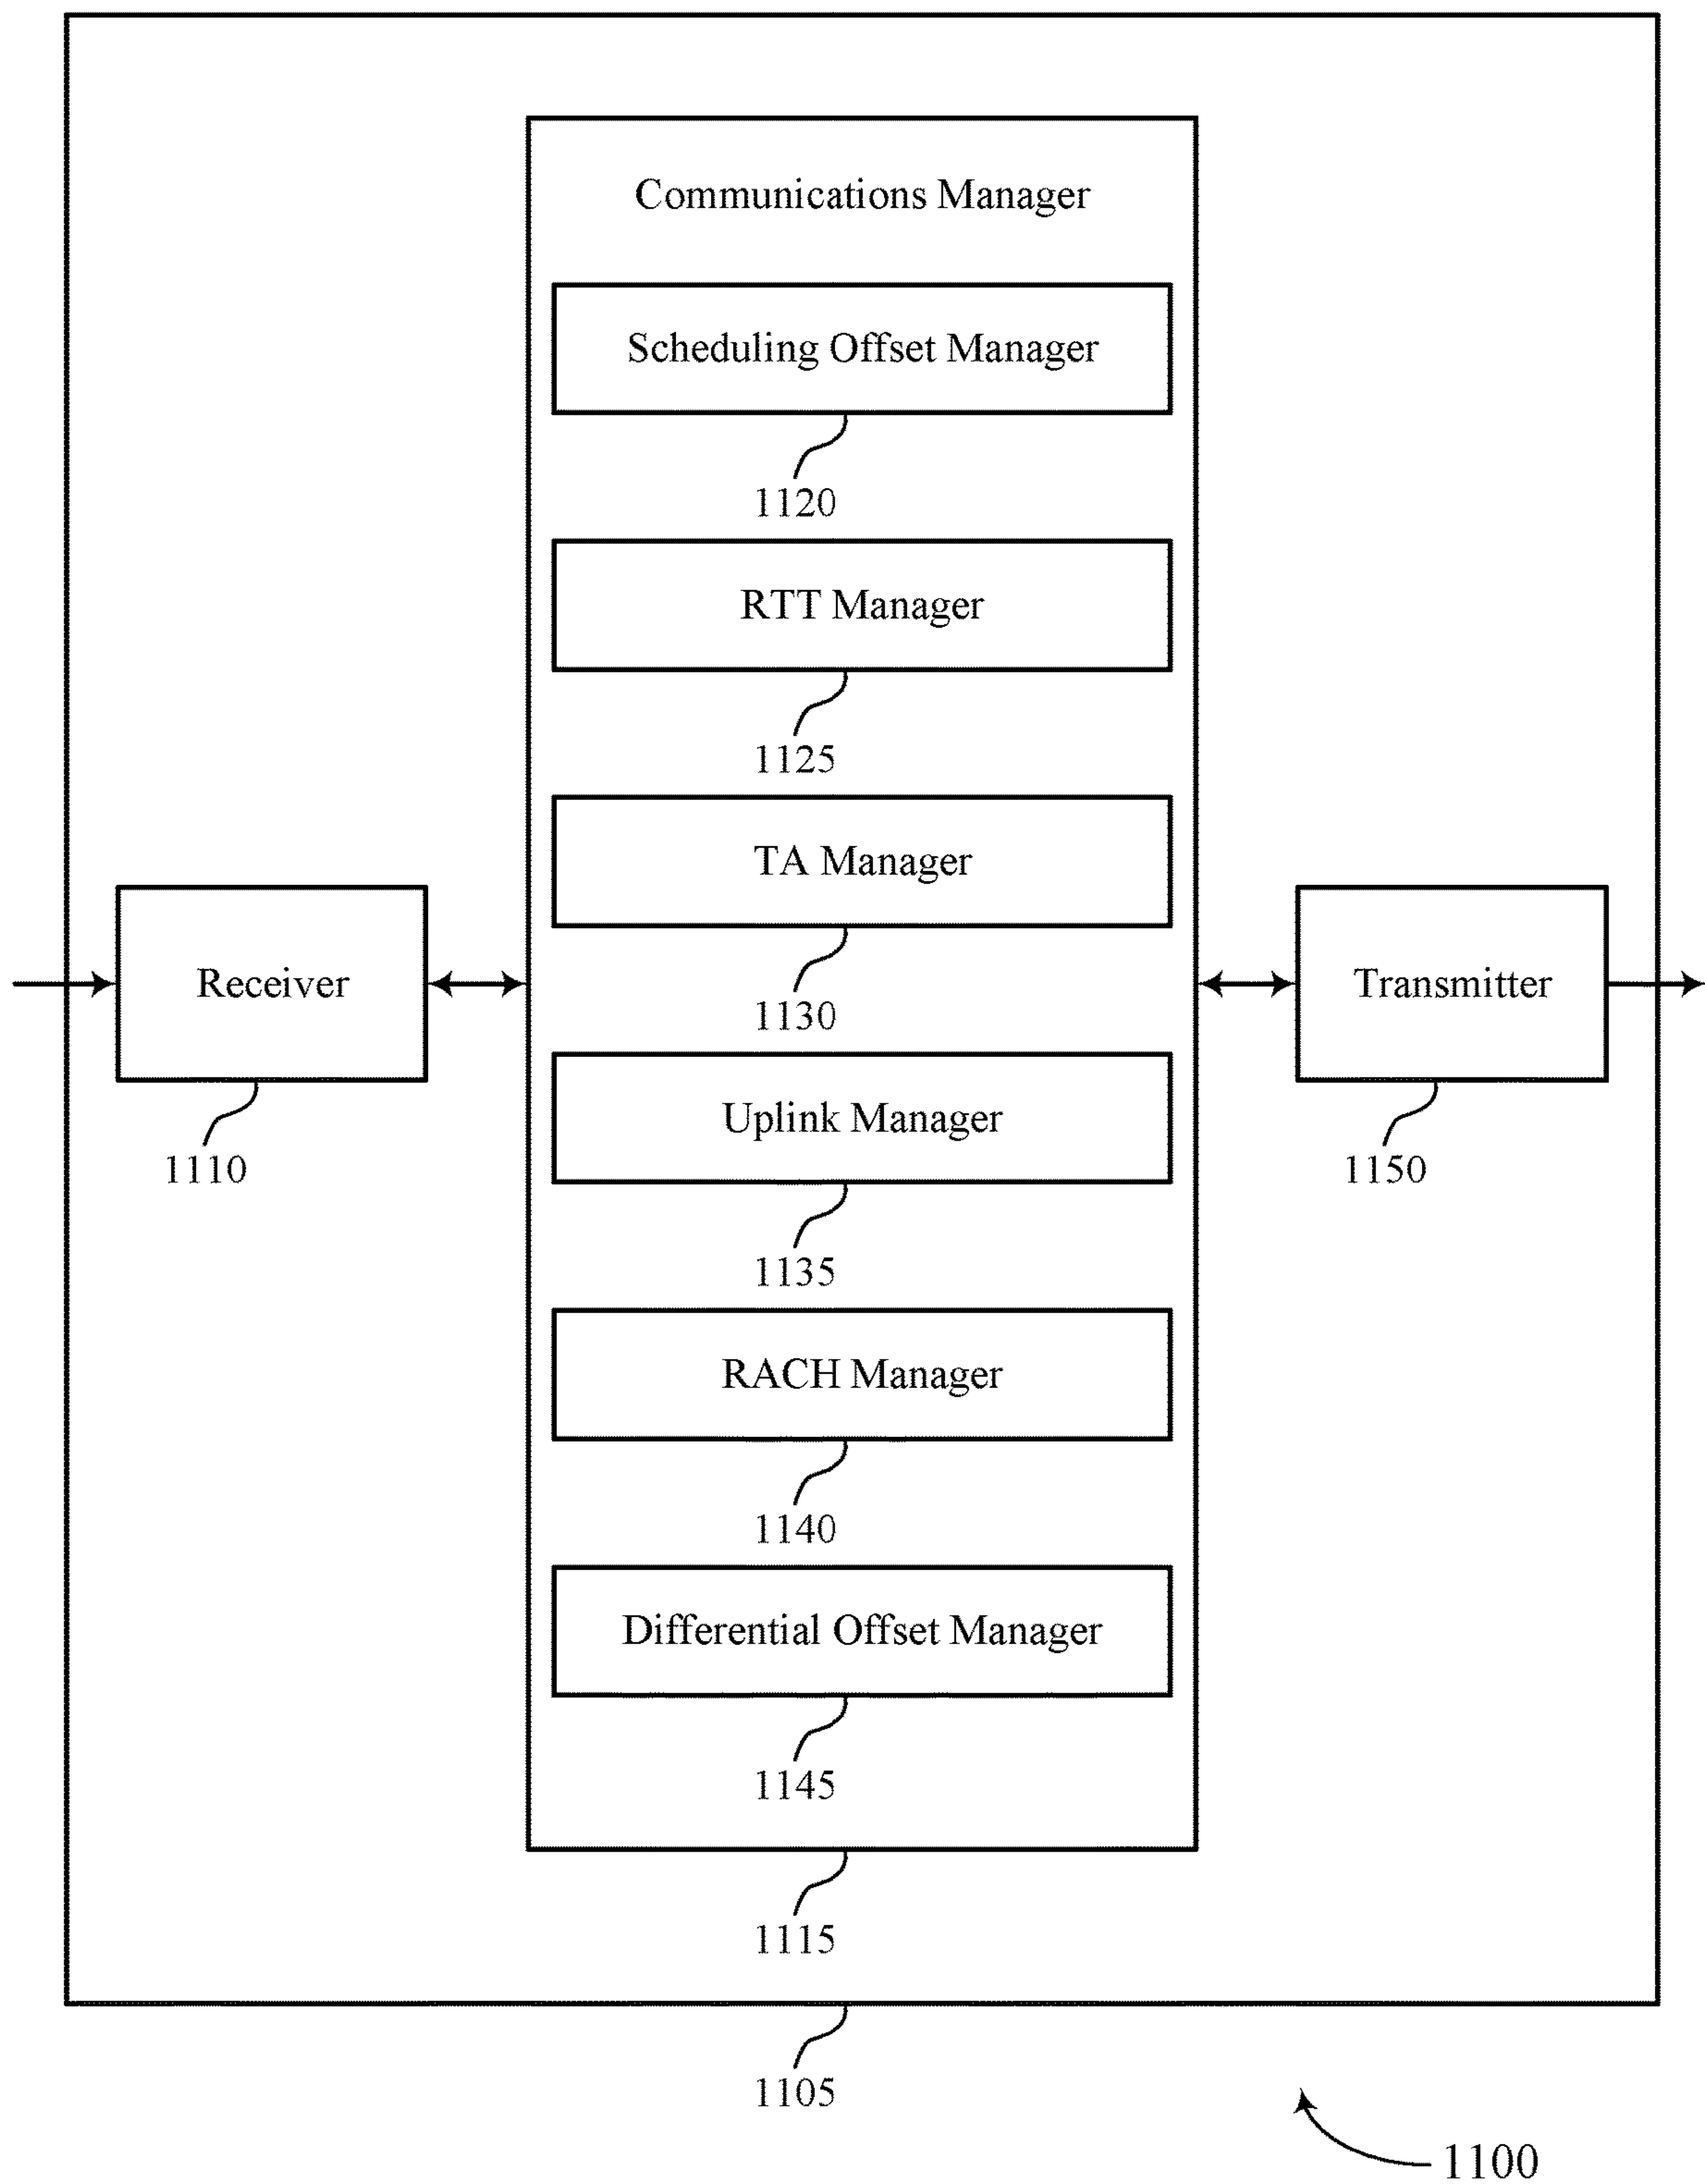 Communications Manager
Scheduling Offset Manager
1120
RTT Manager
1125
TA Manager
1130
Receiver
1110
Transmitter
1150
Uplink Manager
1135
RACH Manager
1140
Differential Offset Manager
1145
1115
1105
1100